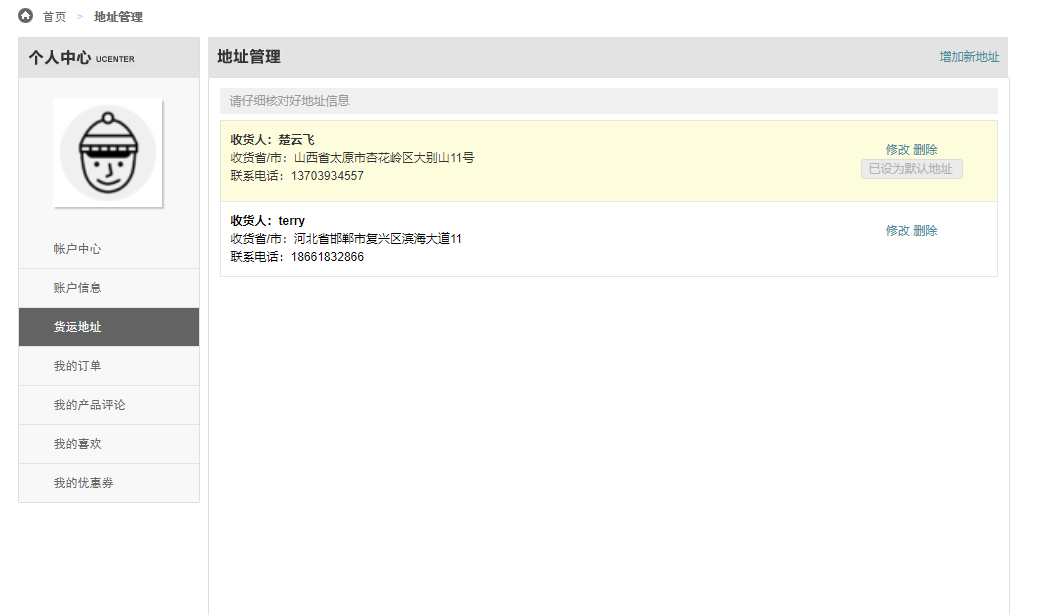 首页 > 地址管理
个人中心 UCENTER
帐户中心
账户信息
货运地址
我的订单
我的产品评论
我的喜欢
我的优惠券
地址管理
增加新地址
请仔细核对好地址信息
收货人：楚云飞
收货省/市：山西省太原市杏花岭区大别山11号
联系电话：13703934557
修改 删除
已设为默认地址
收货人：terry
收货省/市：河北省邯郸市复兴区滨海大道11
联系电话：18661832866
修改 删除